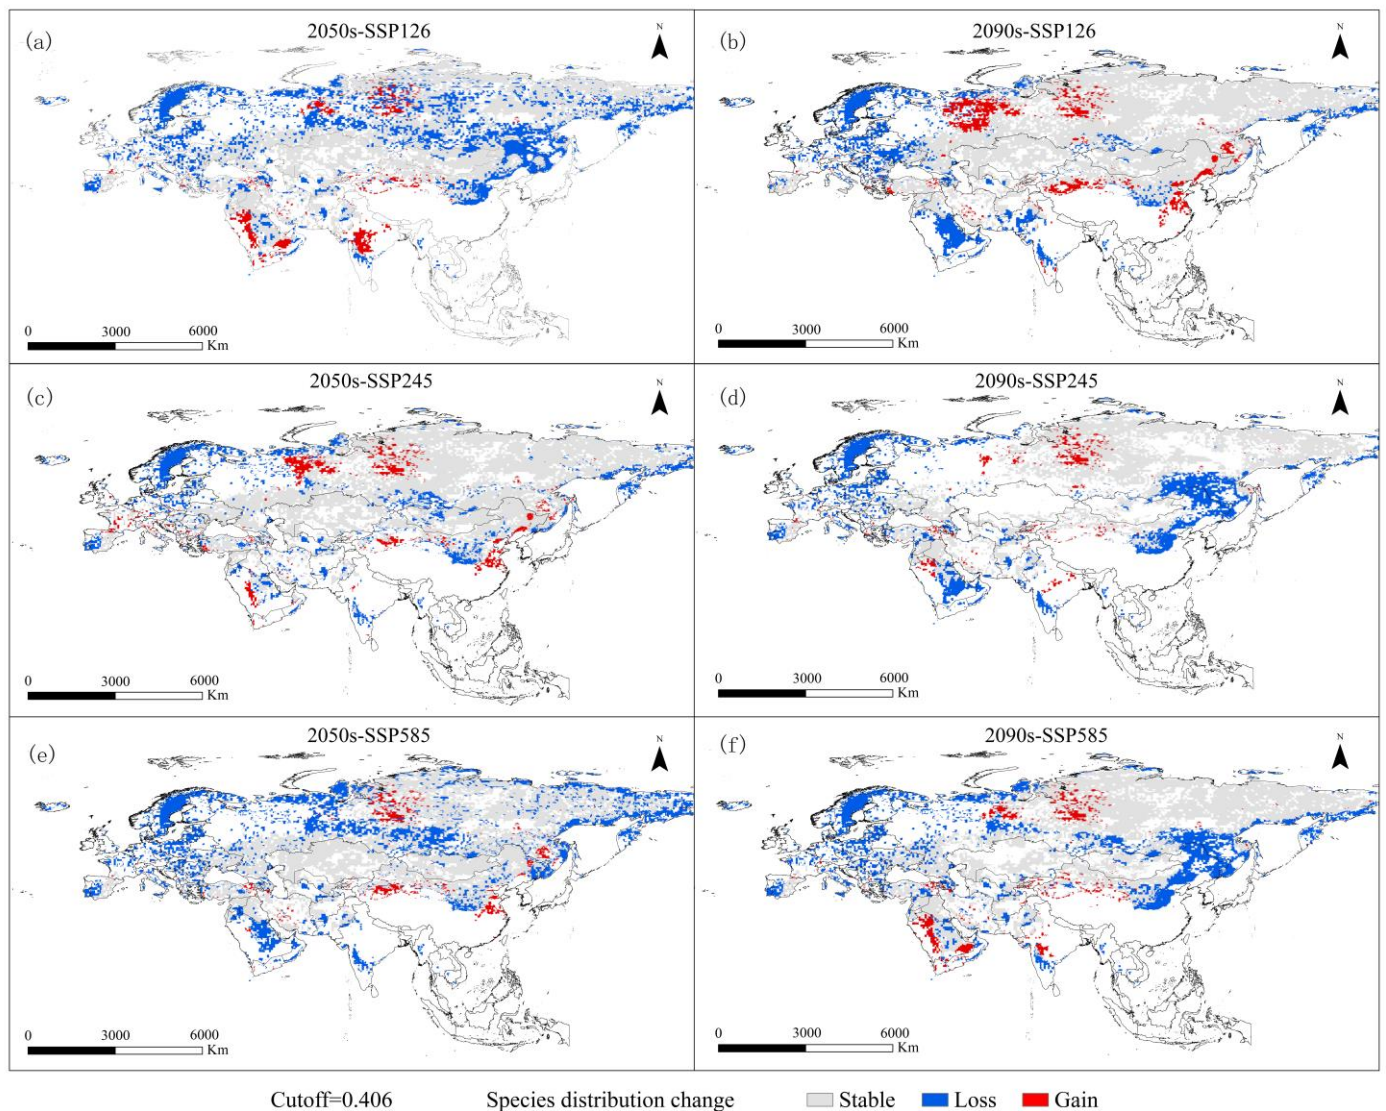 (a)
2050s-SSP126
N
0 3000 6000
Km
(b)
2090s-SSP126
N
0 3000 6000
Km
(c)
2050s-SSP245
N
0 3000 6000
Km
(d)
2090s-SSP245
N
0 3000 6000
Km
(e)
2050s-SSP585
N
0 3000 6000
Km
(f)
2090s-SSP585
N
0 3000 6000
Km
Cutoff=0.406 Species distribution change Stable Loss Gain